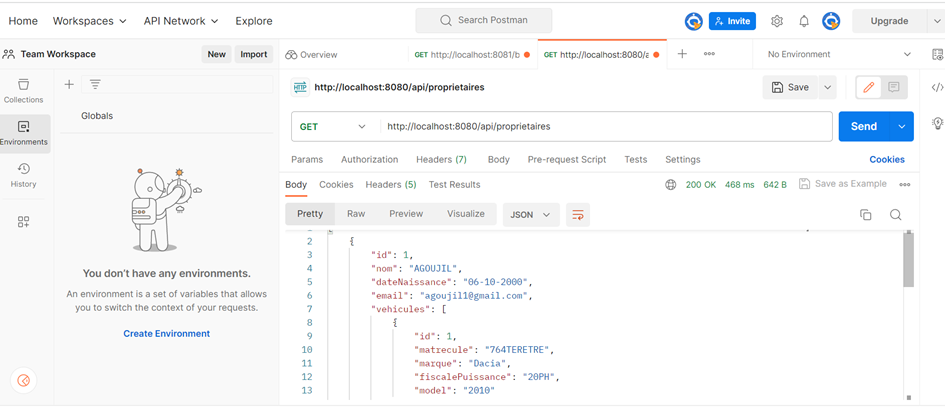 Home Workspaces API Network Explore Search Postman Invite Upgrade
Team Workspace New Import Overview GET http://localhost:8081/b GET http://localhost:8080/a No Environment
Collections
Environments
History
Globals
You don't have any environments.
An environment is a set of variables that allows
you to switch the context of your requests.
Create Environment
HTTP http://localhost:8080/api/proprietaires Save
GET http://localhost:8080/api/proprietaires Send
Params Authorization Headers (7) Body Pre-request Script Tests Settings Cookies
Body Cookies Headers (5) Test Results 200 OK 468 ms 642 B Save as Example
Pretty Raw Preview Visualize JSON
2 {
3 "id": 1,
4 "nom": "AGOUJIL",
5 "dateNaissance": "06-10-2000",
6 "email": "agoujil1@gmail.com",
7 "vehicules": [
8 {
9 "id": 1,
10 "matrecule": "764TERETRE",
11 "marque": "Dacia",
12 "fiscalePuissance": "20PH",
13 "model": "2010"